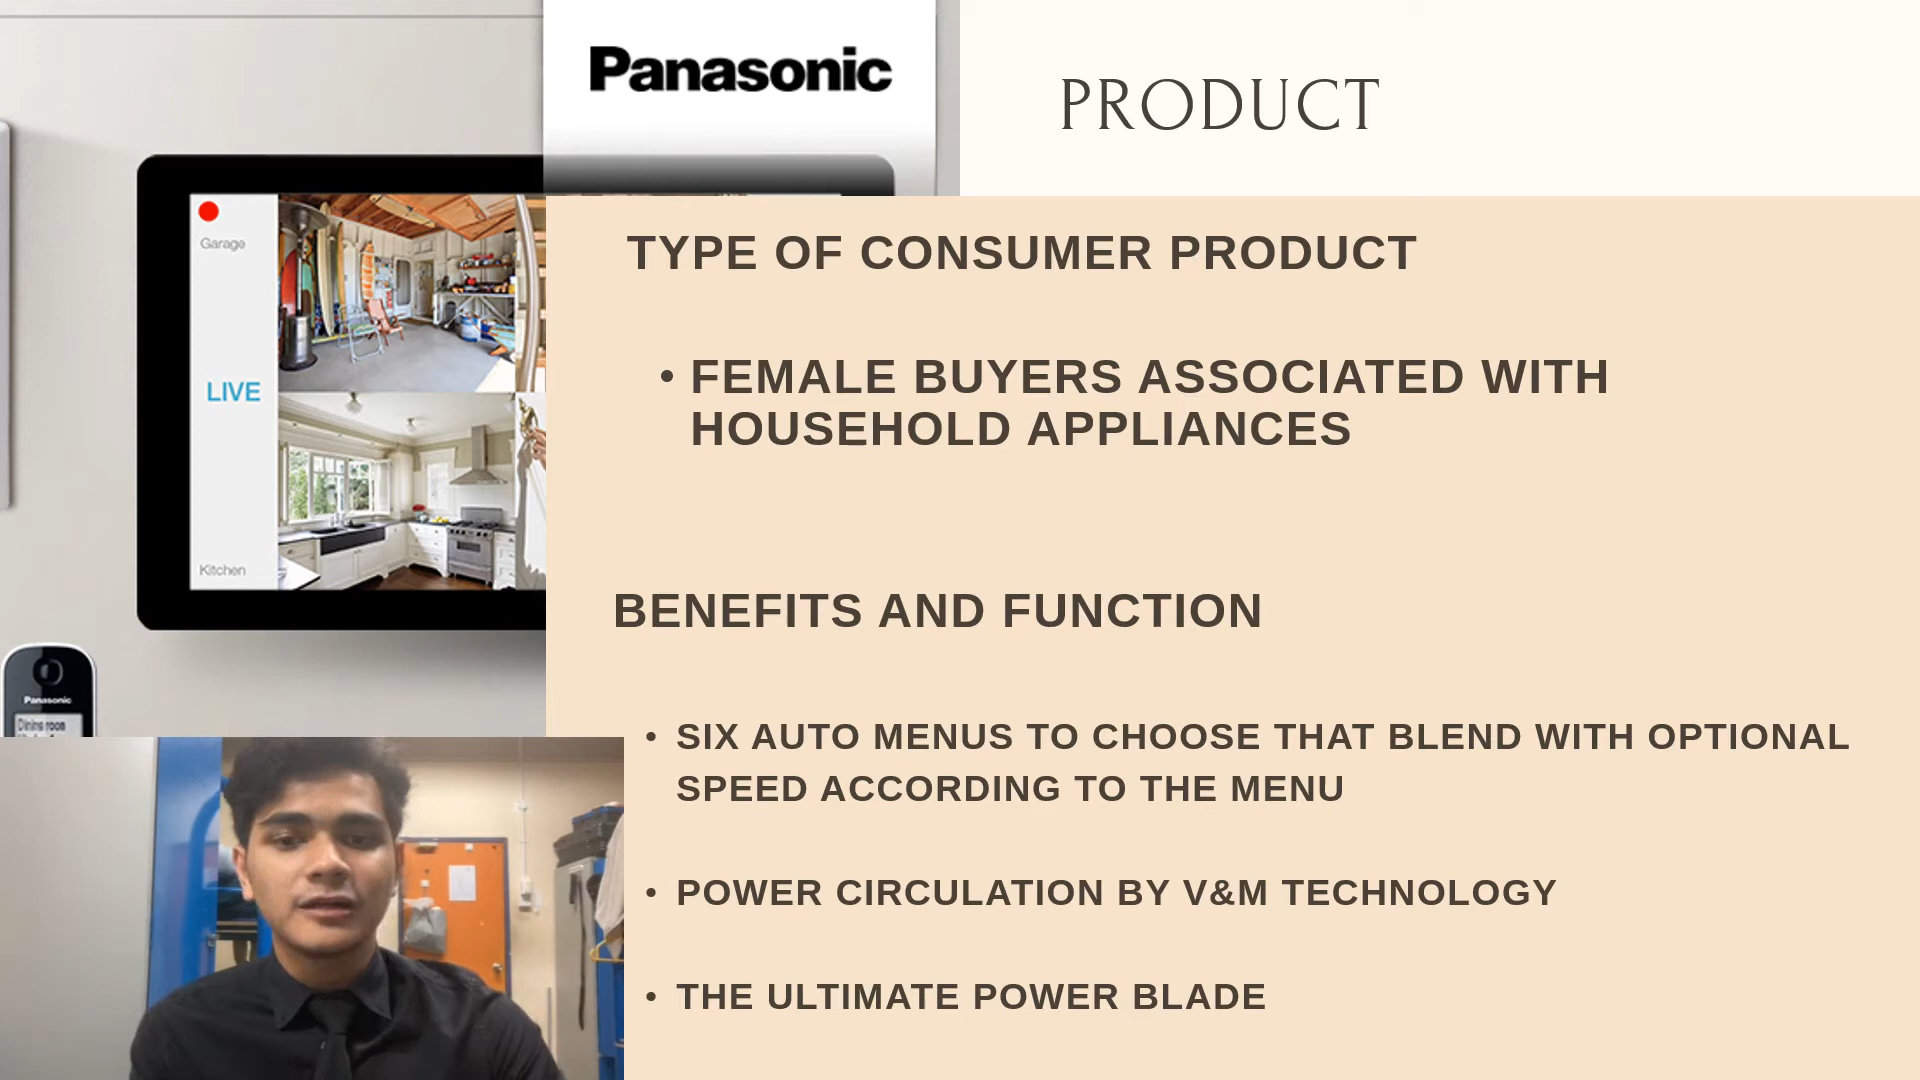 Panasonic
PRODUCT
Garage
LIVE
Kitchen
Panasonic
Dining room
TYPE OF CONSUMER PRODUCT
• FEMALE BUYERS ASSOCIATED WITH
HOUSEHOLD APPLIANCES
BENEFITS AND FUNCTION
• SIX AUTO MENUS TO CHOOSE THAT BLEND WITH OPTIONAL
SPEED ACCORDING TO THE MENU
• POWER CIRCULATION BY V&M TECHNOLOGY
• THE ULTIMATE POWER BLADE